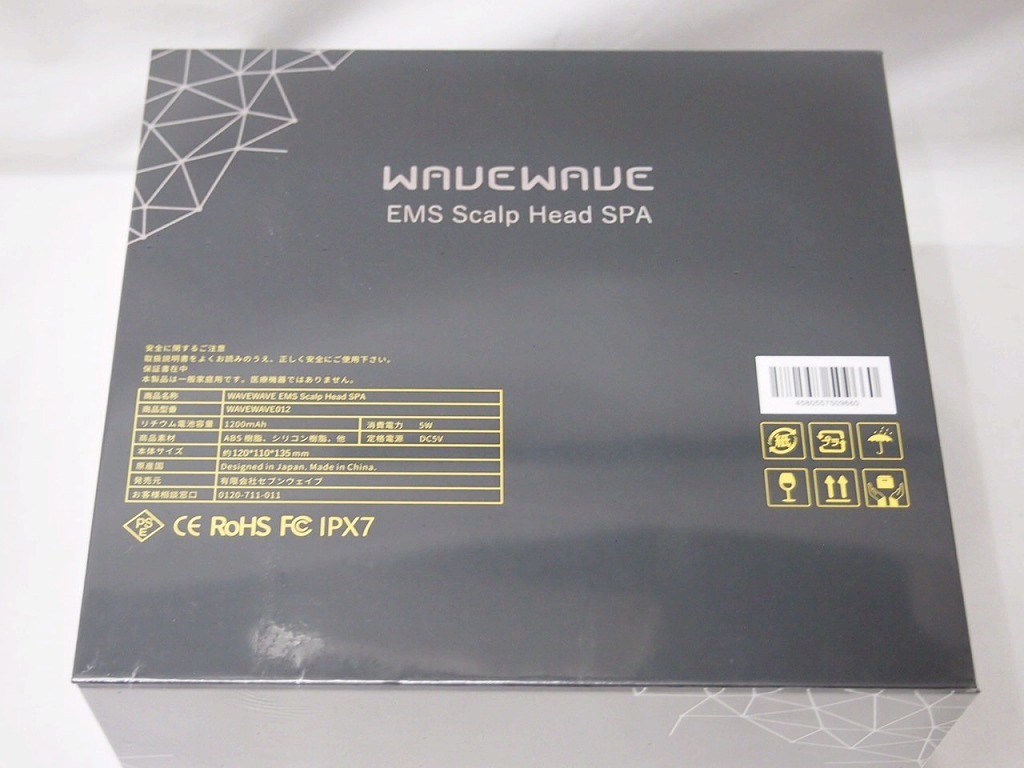 WAVEWAVE
EMS Scalp Head SPA
安全に関するご注意
取扱説明書をよくお読みのうえ、正しく安全にご使用下さい。
保証書在中
本製品は一般家庭用です。医療機器ではありません。
商品名称 WAVEWAVE EMS Scalp Head SPA
商品型番 WAVEWAVE012
リチウム電池容量 1200mAh 消費電力 5W
商品素材 ABS樹脂、シリコン樹脂、他 定格電源 DC5V
本体サイズ 約120*110*135mm
原産国 Designed in Japan. Made in China.
発売元 有限会社セブンウェイブ
お客様相談窓口 0120-711-011
PSE CE RoHS FC IPX7
4580557509660
紙 プラ